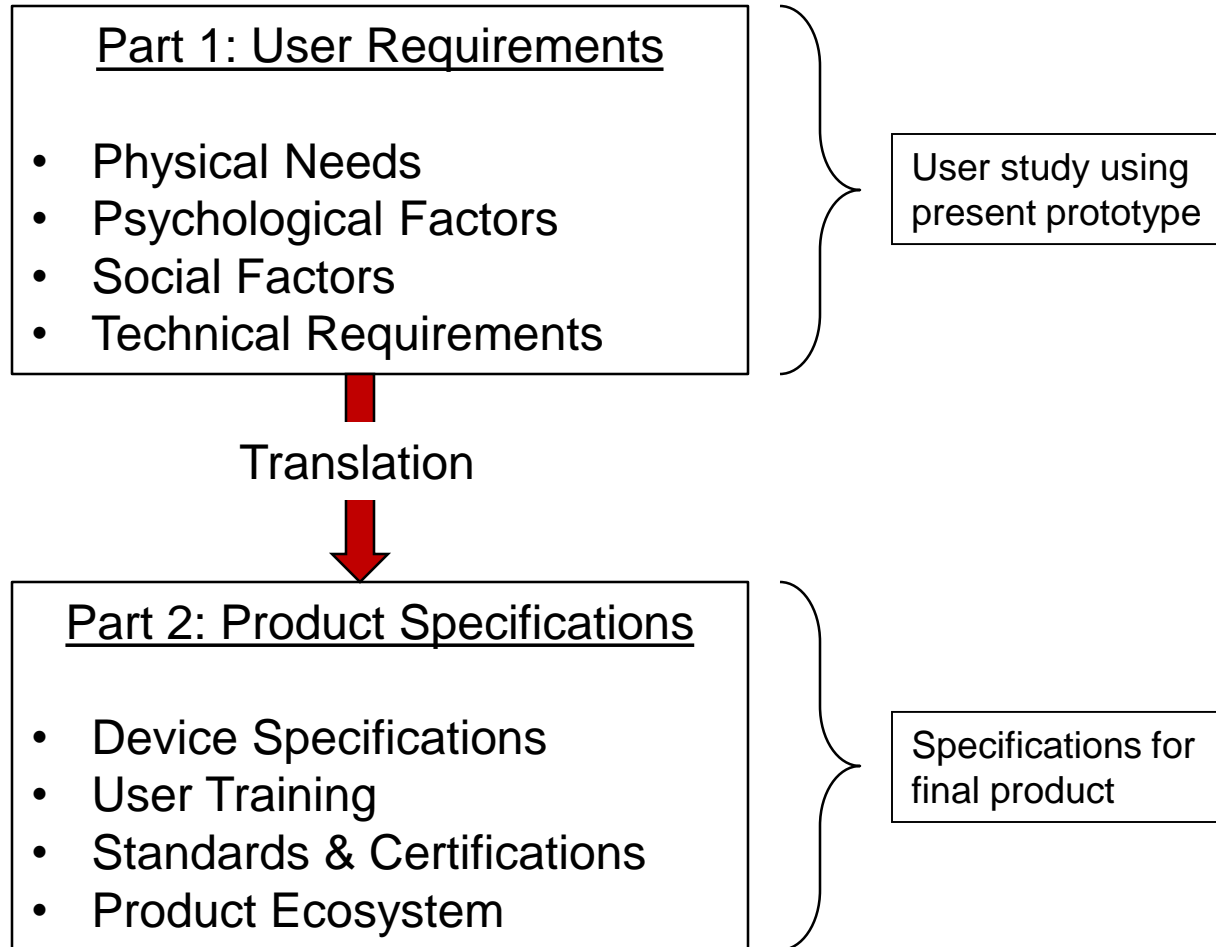 Part 1: User Requirements
• Physical Needs
• Psychological Factors
• Social Factors
• Technical Requirements
User study using
present prototype
Translation
Part 2: Product Specifications
• Device Specifications
• User Training
• Standards & Certifications
• Product Ecosystem
Specifications for
final product